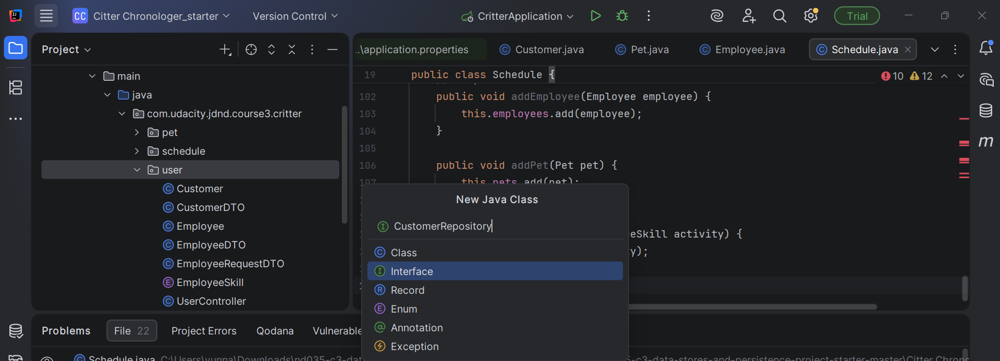 CC Citter Chronologer_starter Version Control CritterApplication Trial
Project
..\application.properties Customer.java Pet.java Employee.java Schedule.java
main
java
com.udacity.jdnd.course3.critter
pet
schedule
user
Customer
CustomerDTO
Employee
EmployeeDTO
EmployeeRequestDTO
EmployeeSkill
UserController
19 public class Schedule { 10 12
102 public void addEmployee(Employee employee) {
103 this.employees.add(employee);
104 }
105
106 public void addPet(Pet pet) {
107 this.pets.add(pet);
eSkill activity) {
y);
New Java Class
CustomerRepository
Class
Interface
Record
Enum
Annotation
Exception
Problems File 22 Project Errors Qodana Vulnerable
Schedule.java C:\Users\yunna\Downloads\nd035-c3-dat 5-c3-data-stores-and-persistence-project-starter-master\Citter Chrono